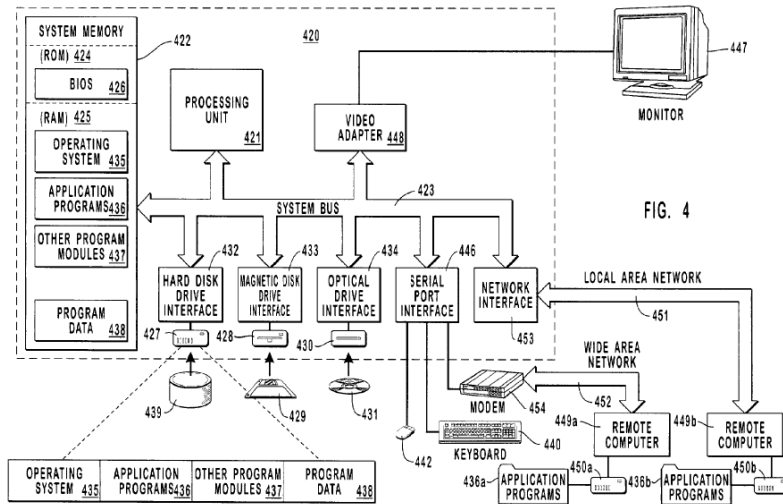 SYSTEM MEMORY
(ROM) 424
BIOS
426
(RAM) 425
OPERATING
SYSTEM 435
APPLICATION
PROGRAMS 436
OTHER PROGRAM
MODULES 437
PROGRAM
DATA 438
422
420
PROCESSING
UNIT
421
VIDEO
ADAPTER
448
447
MONITOR
423
SYSTEM BUS
FIG. 4
432
433
434
446
HARD DISK
DRIVE
INTERFACE
MAGNETIC DISK
DRIVE
INTERFACE
OPTICAL
DRIVE
INTERFACE
SERIAL
PORT
INTERFACE
NETWORK
INTERFACE
453
LOCAL AREA NETWORK
451
427
428
430
WIDE AREA
NETWORK
452
439
429
431
MODEM
454
442
KEYBOARD
440
449a
REMOTE
COMPUTER
449b
REMOTE
COMPUTER
436a
APPLICATION
PROGRAMS
450a
436b
APPLICATION
PROGRAMS
450b
OPERATING
SYSTEM 435
APPLICATION
PROGRAMS 436
OTHER PROGRAM
MODULES 437
PROGRAM
DATA 438